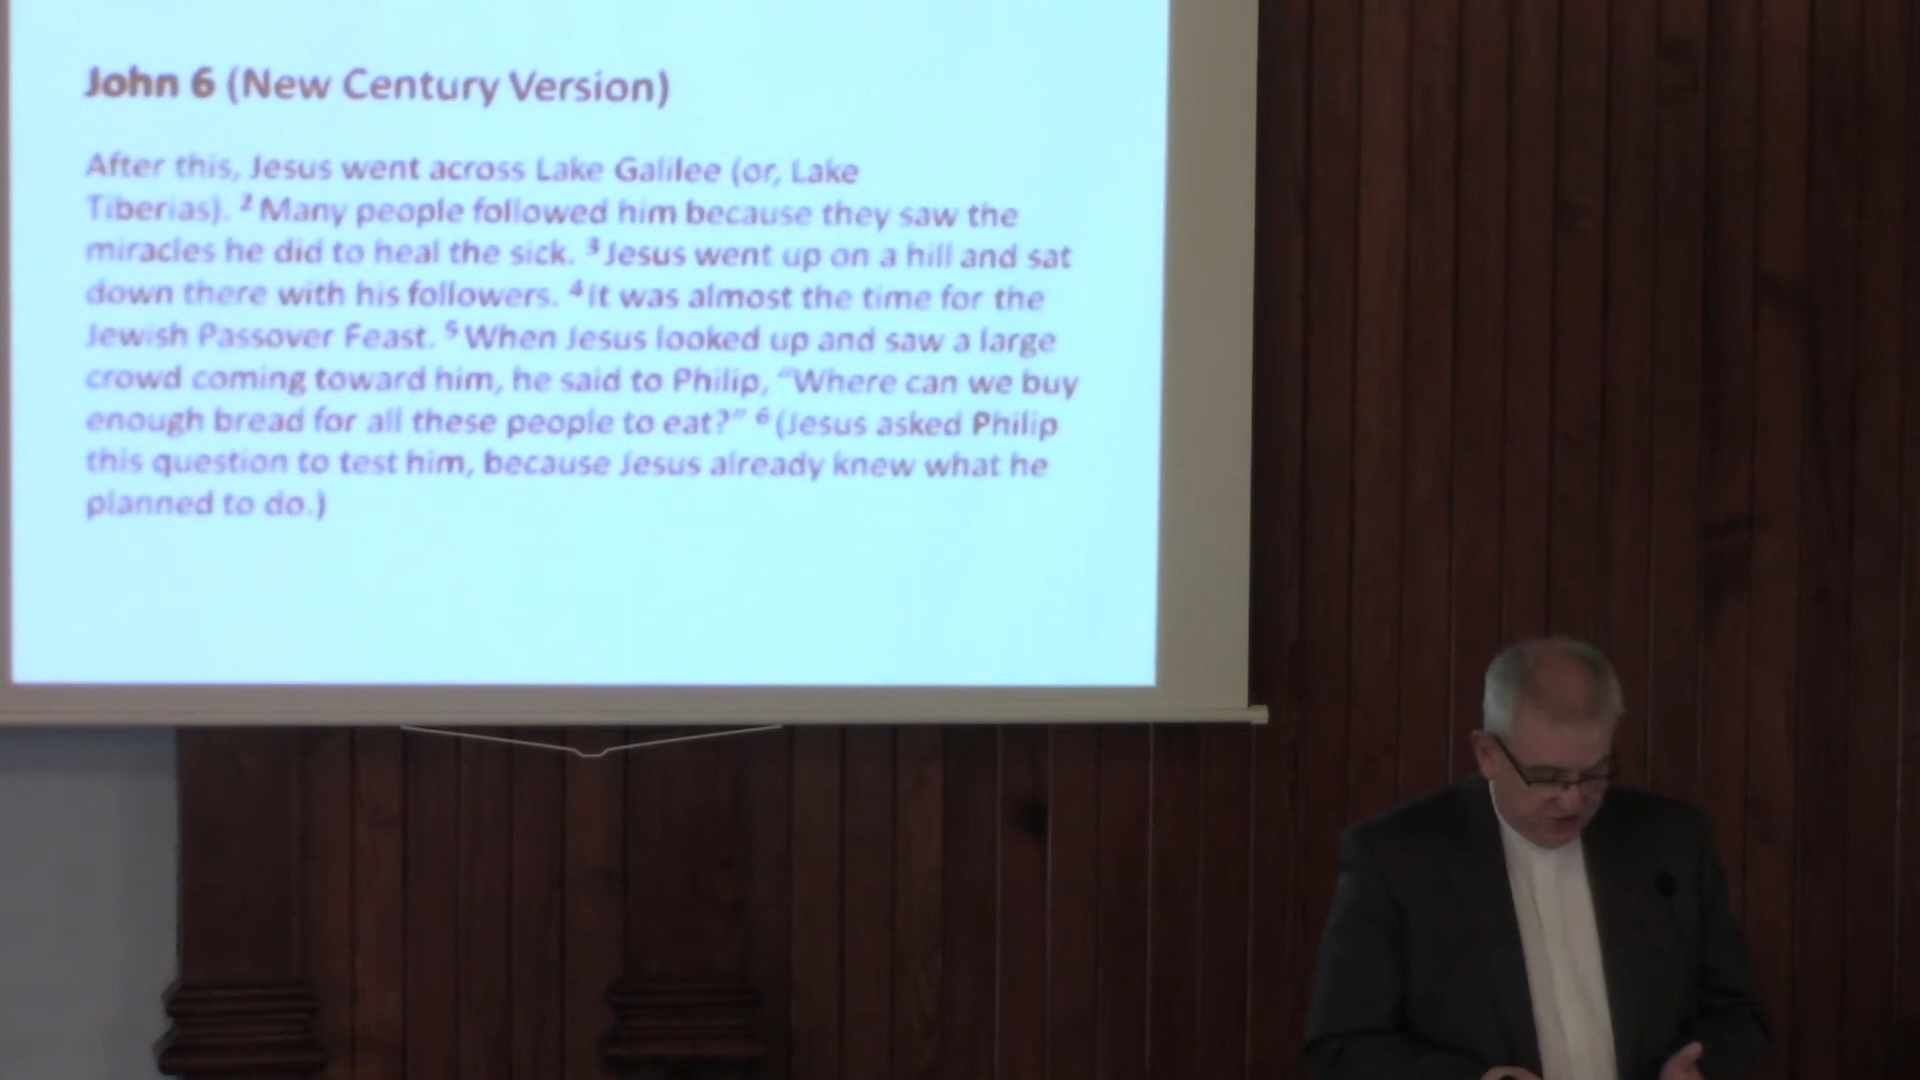 John 6 (New Century Version)
After this, Jesus went across Lake Galilee (or, Lake
Tiberias). ² Many people followed him because they saw the
miracles he did to heal the sick. ³ Jesus went up on a hill and sat
down there with his followers. ⁴ It was almost the time for the
Jewish Passover Feast. ⁵ When Jesus looked up and saw a large
crowd coming toward him, he said to Philip, “Where can we buy
enough bread for all these people to eat?” ⁶ (Jesus asked Philip
this question to test him, because Jesus already knew what he
planned to do.)